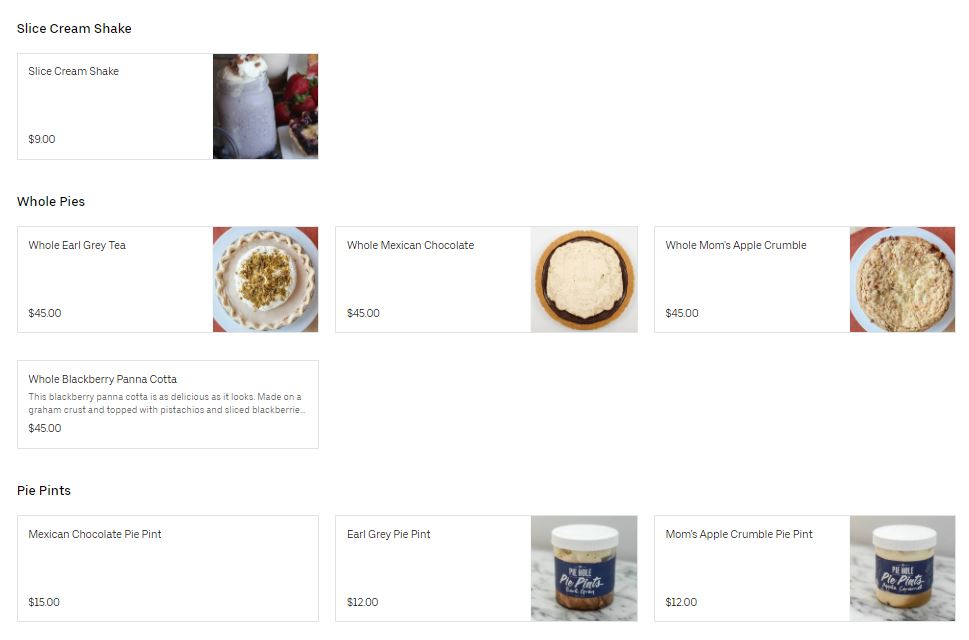 Slice Cream Shake
Slice Cream Shake
$9.00
Whole Pies
Whole Earl Grey Tea
$45.00
Whole Mexican Chocolate
$45.00
Whole Mom's Apple Crumble
$45.00
Whole Blackberry Panna Cotta
This blackberry panna cotta is as delicious as it looks. Made on a
graham crust and topped with pistachios and sliced blackberrie...
$45.00
Pie Pints
Mexican Chocolate Pie Pint
$15.00
Earl Grey Pie Pint
$12.00
PIE HOLE
Pie Pints
Earl Gray
Mom's Apple Crumble Pie Pint
$12.00
PIE HOLE
Pie Pints
Apple Caramel